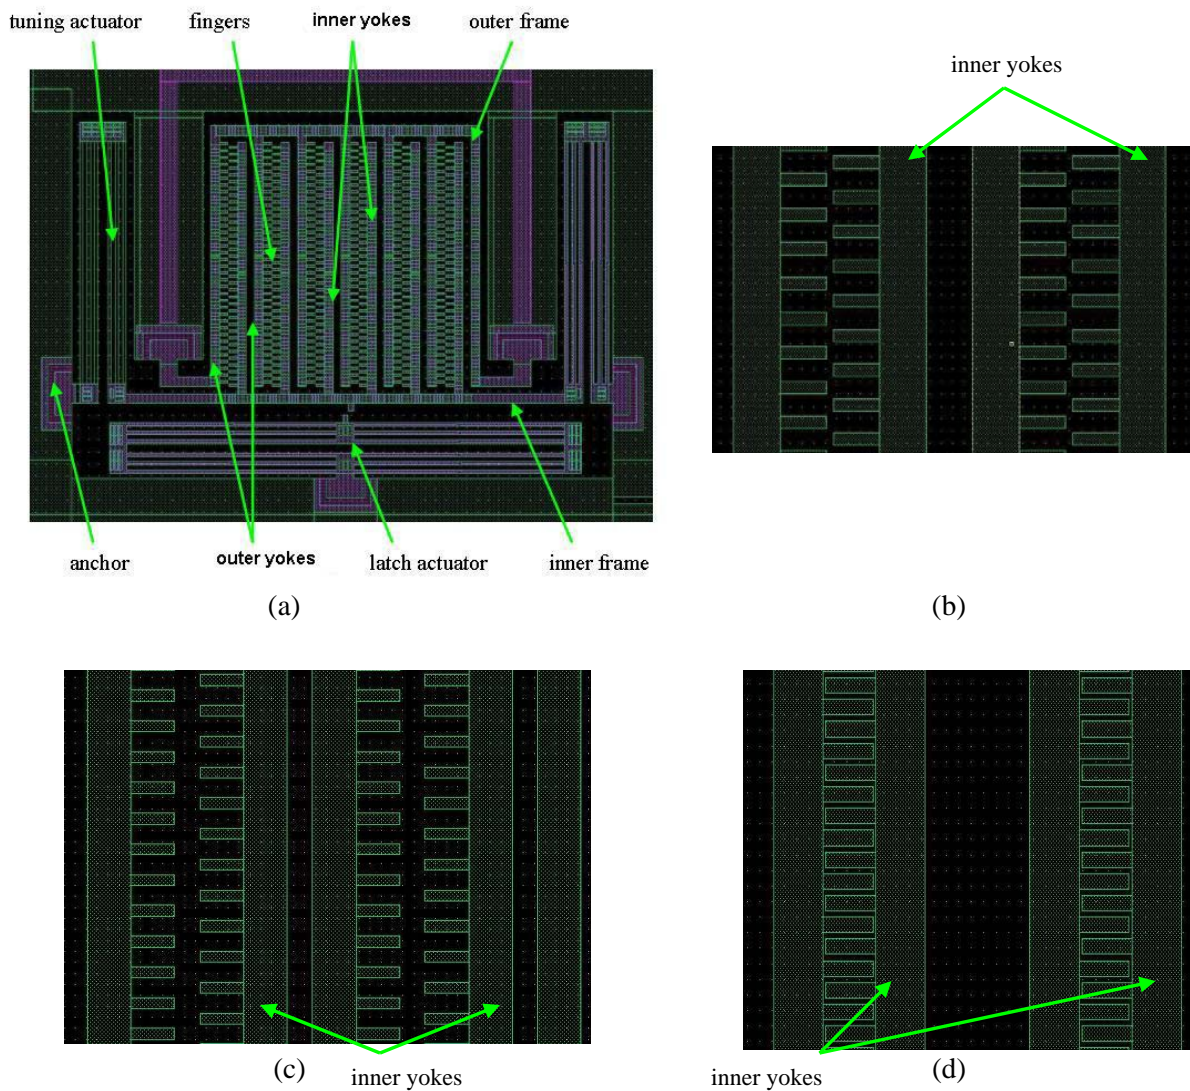 tuning actuator fingers inner yokes outer frame
inner yokes
anchor outer yokes latch actuator inner frame
(a) (b)
(c) (d)
inner yokes inner yokes